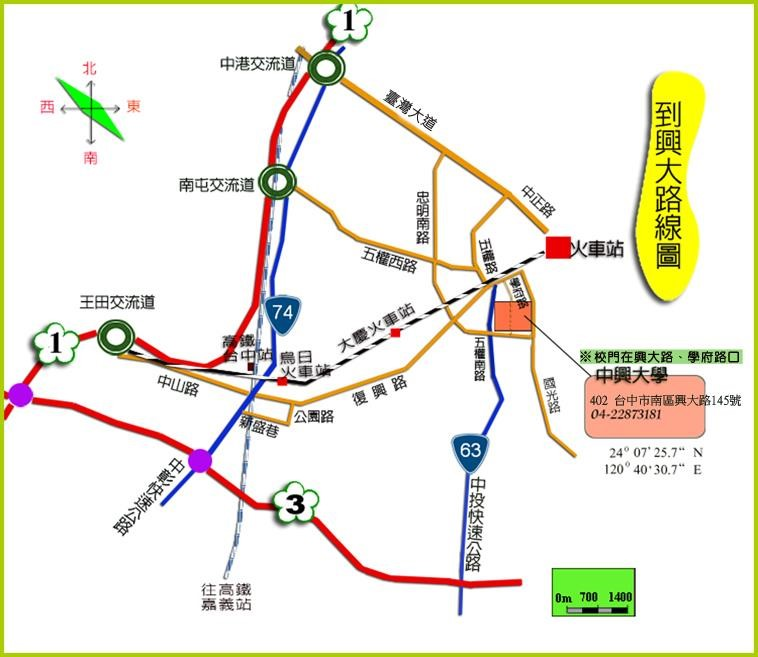 1
中港交流道
北
西
東
南
臺灣大道
到興大路線圖
南屯交流道
忠明南路
中正路
五權西路
五權路
火車站
學府路
王田交流道
74
大慶火車站
1
高鐵
台中站
烏日
火車站
五權南路
※校門在興大路、學府路口
中興大學
402 台中市南區興大路145號
04-22873181
中山路
復興路
國光路
公園路
新盛巷
24° 07'25.7“ N
120° 40'30.7“ E
63
中彰快速公路
3
中投快速公路
往高鐵
嘉義站
0m 700 1400